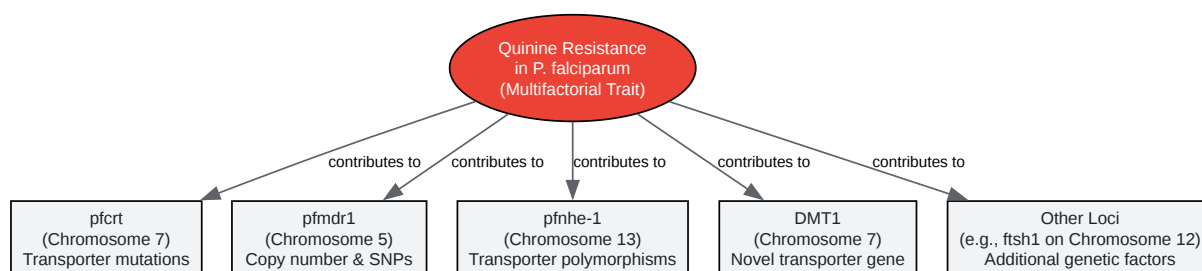 Quinine Resistance
in P. falciparum
(Multifactorial Trait)
contributes to
contributes to
contributes to
contributes to
contributes to
pfcrt
(Chromosome 7)
Transporter mutations
pfmdr1
(Chromosome 5)
Copy number & SNPs
pfnhe-1
(Chromosome 13)
Transporter polymorphisms
DMT1
(Chromosome 7)
Novel transporter gene
Other Loci
(e.g., ftsh1 on Chromosome 12)
Additional genetic factors